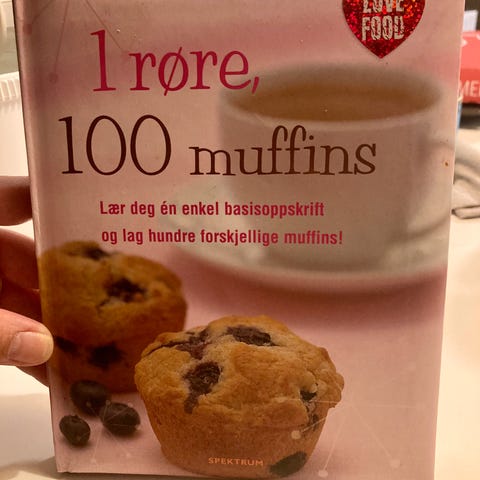 LOVE
FOOD
1 røre,
100 muffins
Lær deg én enkel basisoppskrift
og lag hundre forskjellige muffins!
SPEKTRUM